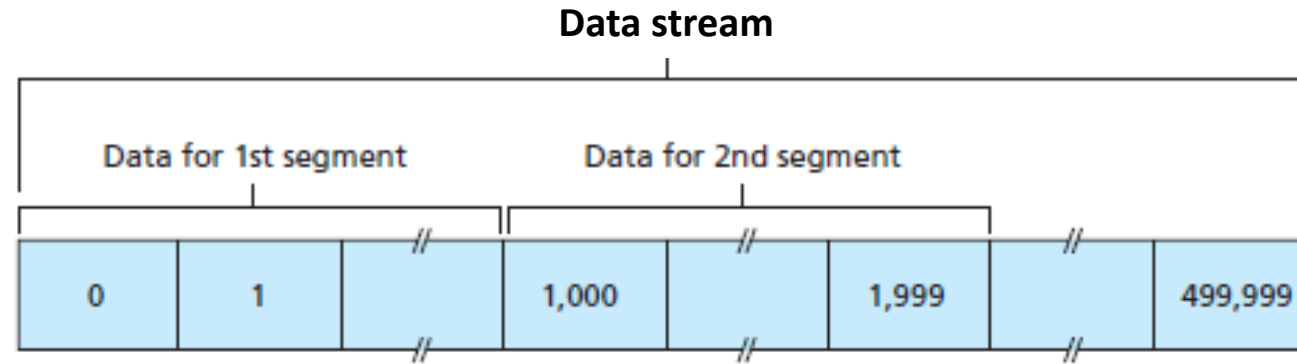 Data stream
Data for 1st segment Data for 2nd segment
0 1 1,000 1,999 499,999